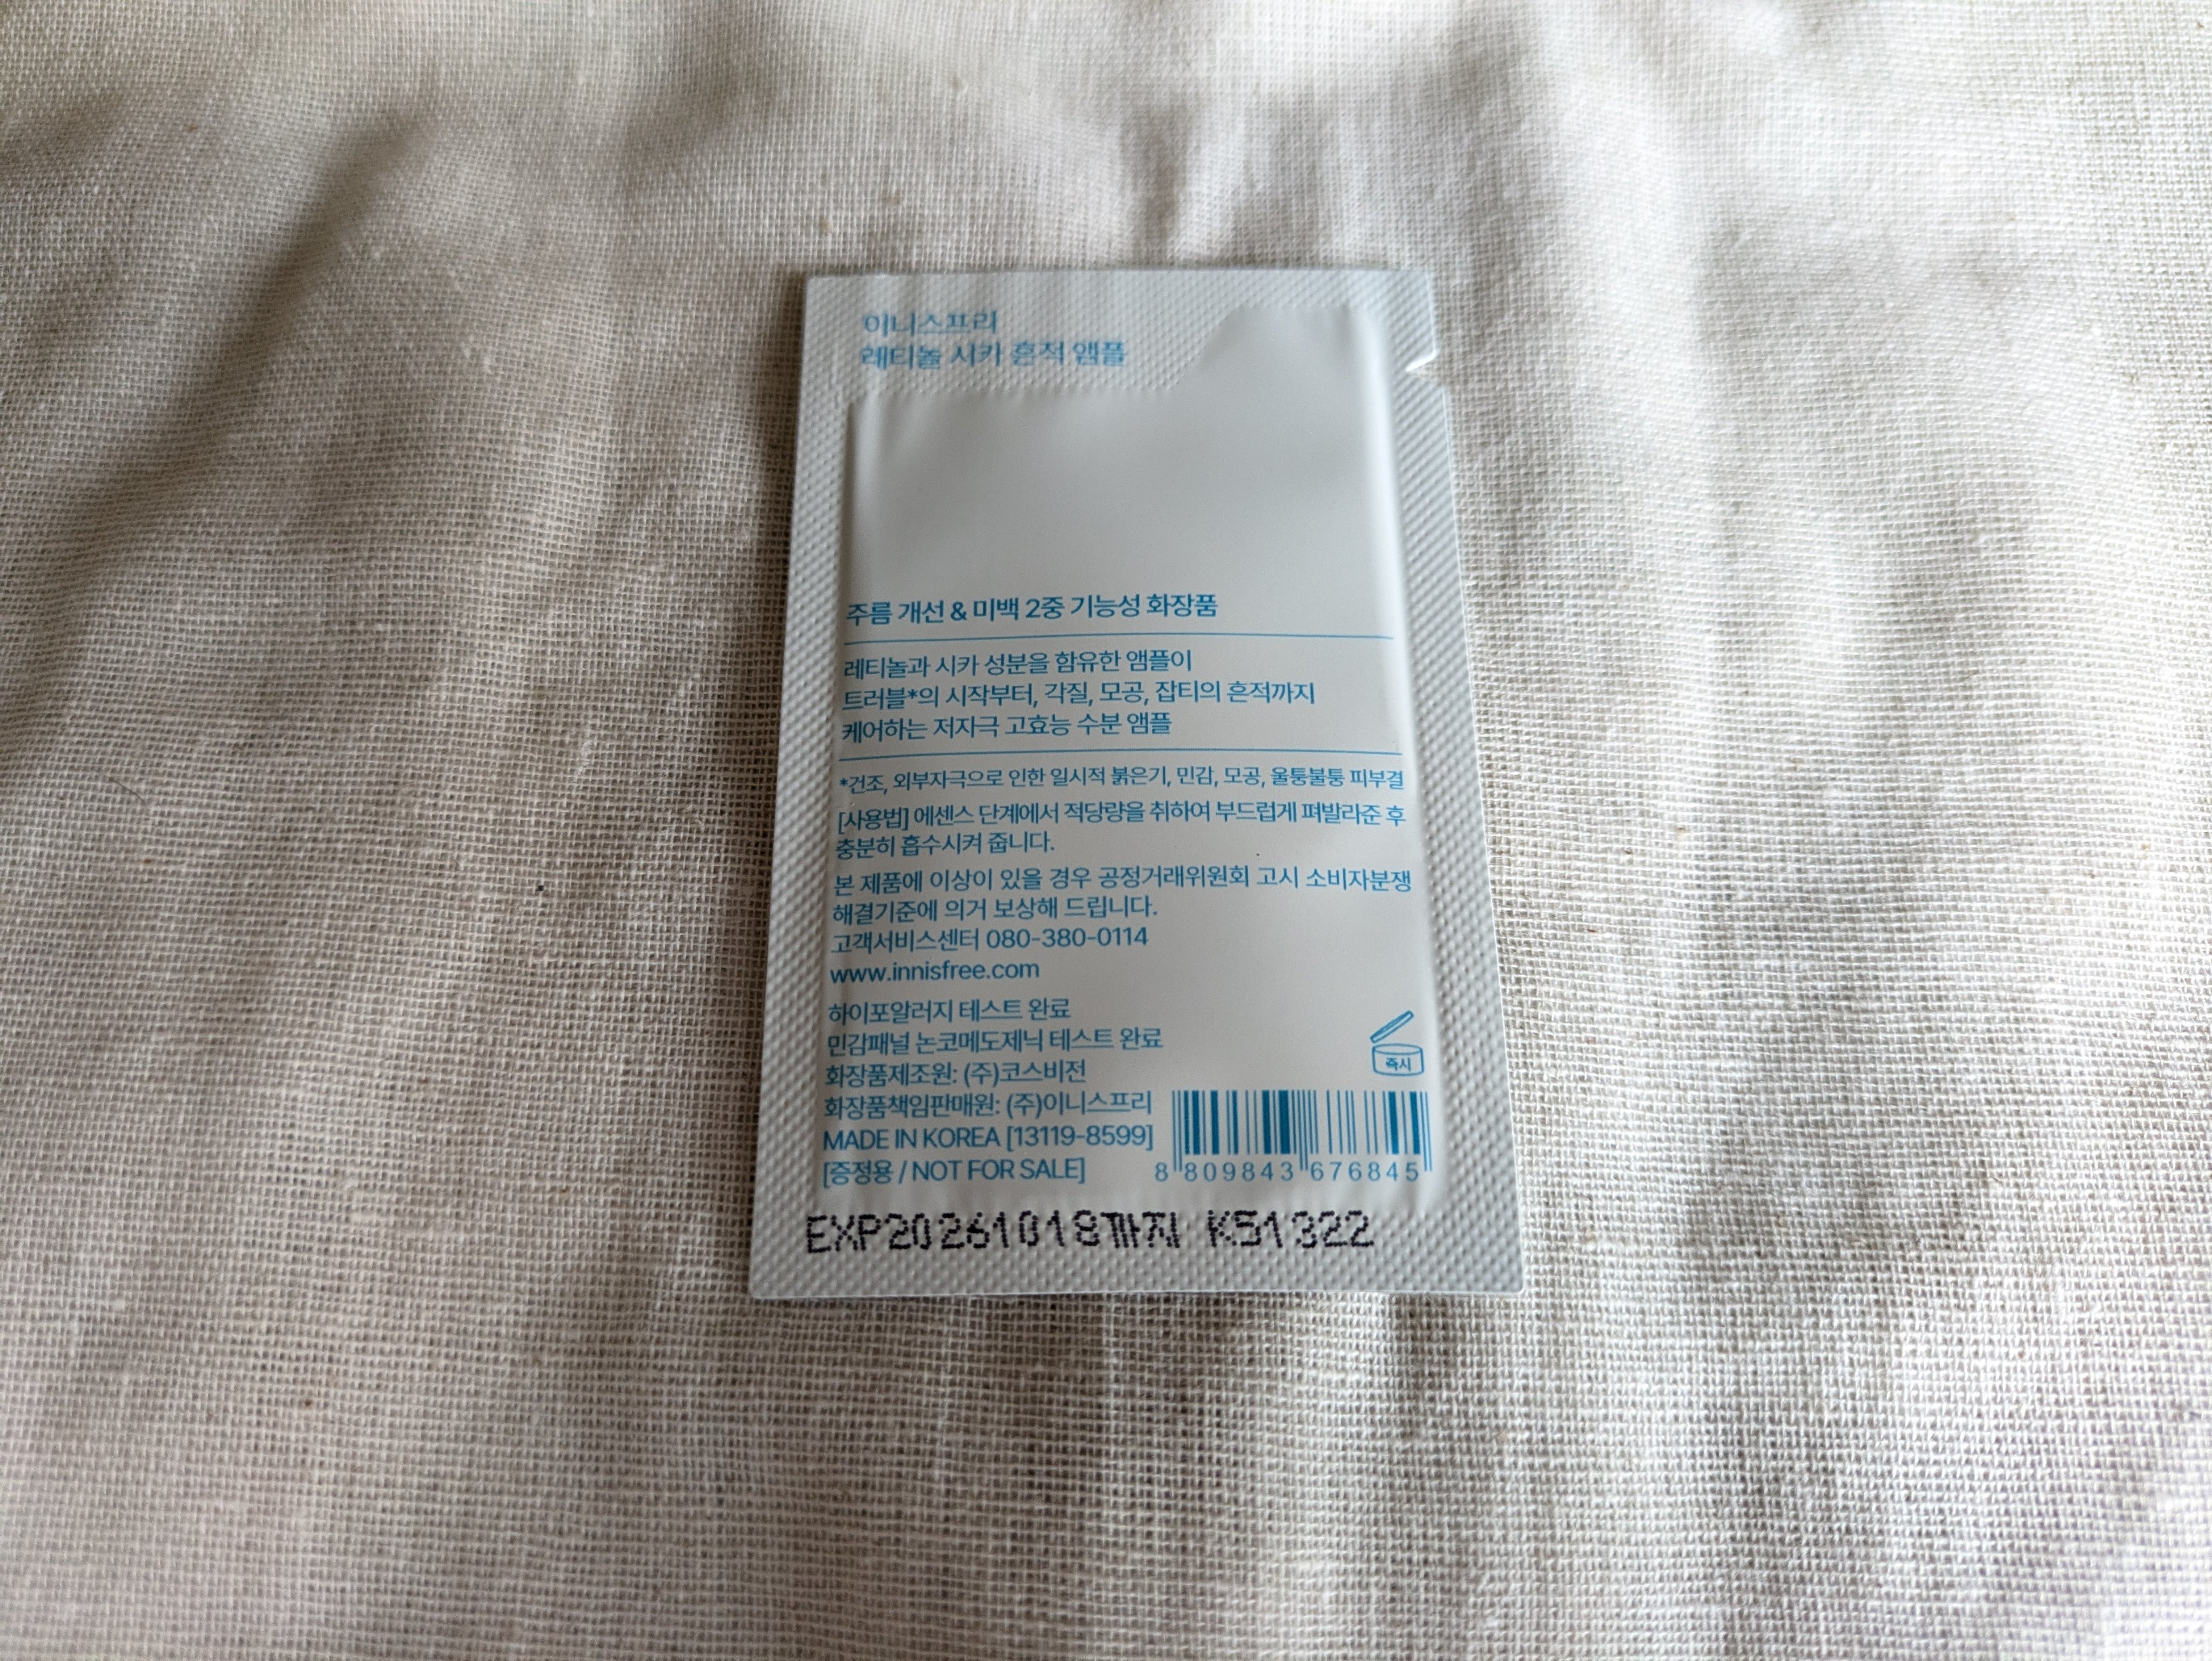 이니스프리
레티놀 시카 흔적 앰플
주름 개선 & 미백 2중 기능성 화장품
레티놀과 시카 성분을 함유한 앰플이
트러블*의 시작부터, 각질, 모공, 잡티의 흔적까지
케어하는 저자극 고효능 수분 앰플
*건조, 외부자극으로 인한 일시적 붉은기, 민감, 모공, 울퉁불퉁 피부결
[사용법] 에센스 단계에서 적당량을 취하여 부드럽게 펴발라준 후
충분히 흡수시켜 줍니다.
본 제품에 이상이 있을 경우 공정거래위원회 고시 소비자분쟁
해결기준에 의거 보상해 드립니다.
고객서비스센터 080-380-0114
www.innisfree.com
하이포알러지 테스트 완료
민감패널 논코메도제닉 테스트 완료
화장품제조원: (주)코스비전
화장품책임판매원: (주)이니스프리
MADE IN KOREA [13119-8599]
[증정용 / NOT FOR SALE]
즉시
8 809843 676845
EXP20261018까지 K51322